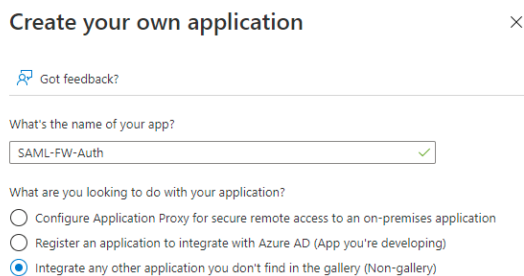 Create your own application
Got feedback?
What's the name of your app?
SAML-FW-Auth
What are you looking to do with your application?
Configure Application Proxy for secure remote access to an on-premises application
Register an application to integrate with Azure AD (App you're developing)
Integrate any other application you don't find in the gallery (Non-gallery)